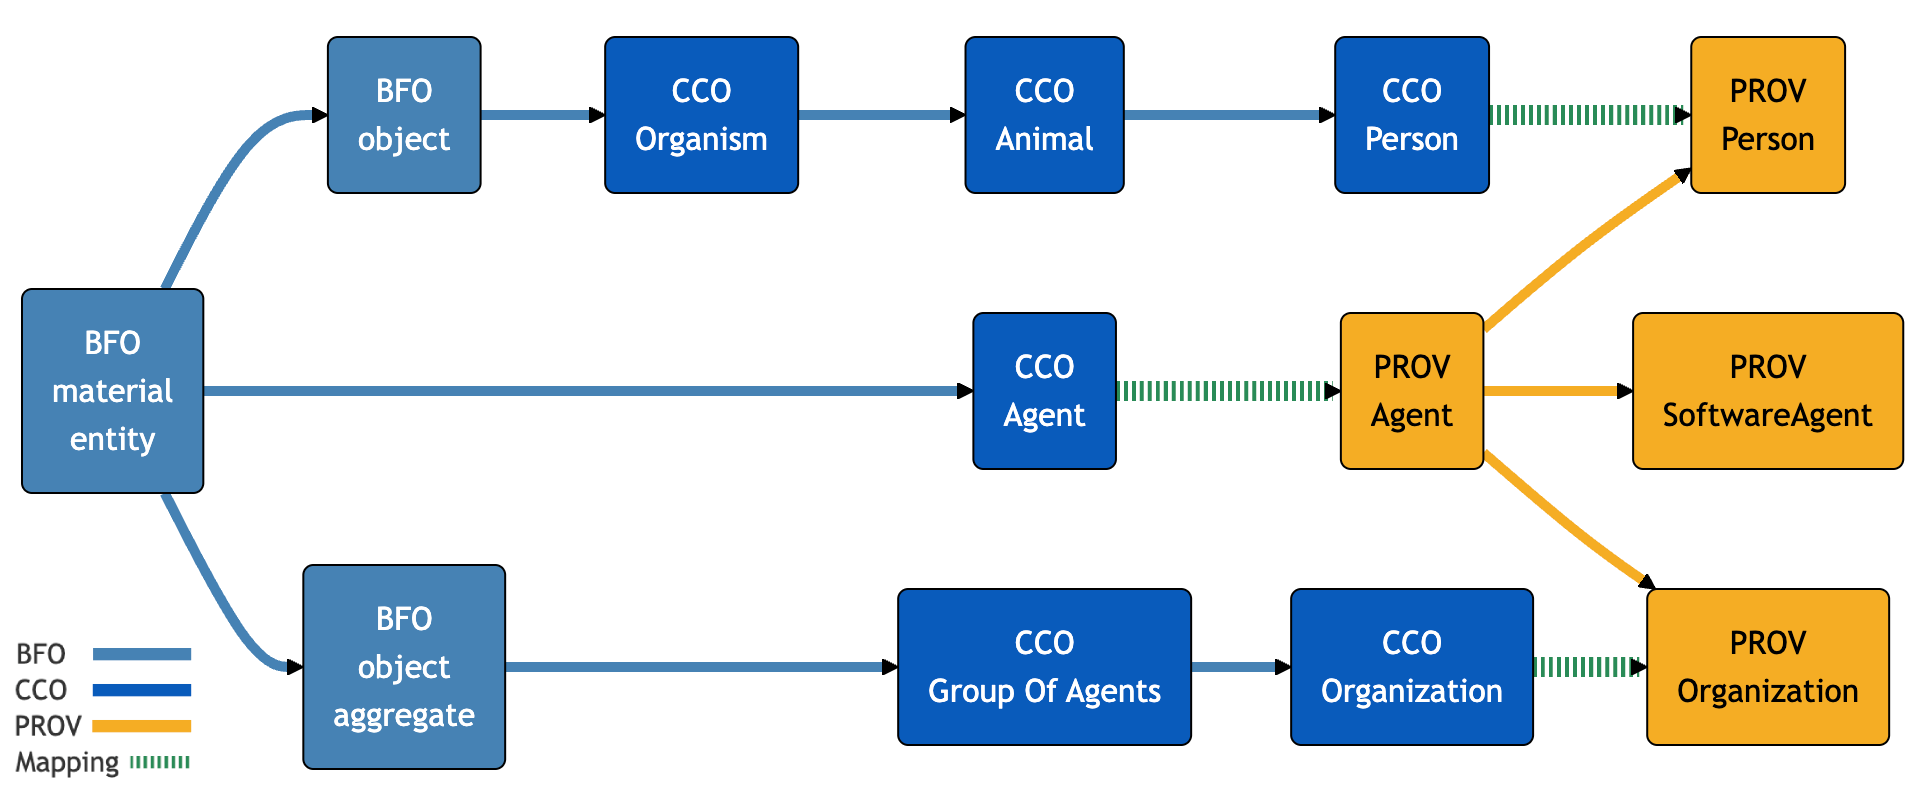 BFO
object
CCO
Organism
CCO
Animal
CCO
Person
PROV
Person
BFO
material
entity
CCO
Agent
PROV
Agent
PROV
SoftwareAgent
BFO
object
aggregate
CCO
Group Of Agents
CCO
Organization
PROV
Organization
BFO
CCO
PROV
Mapping